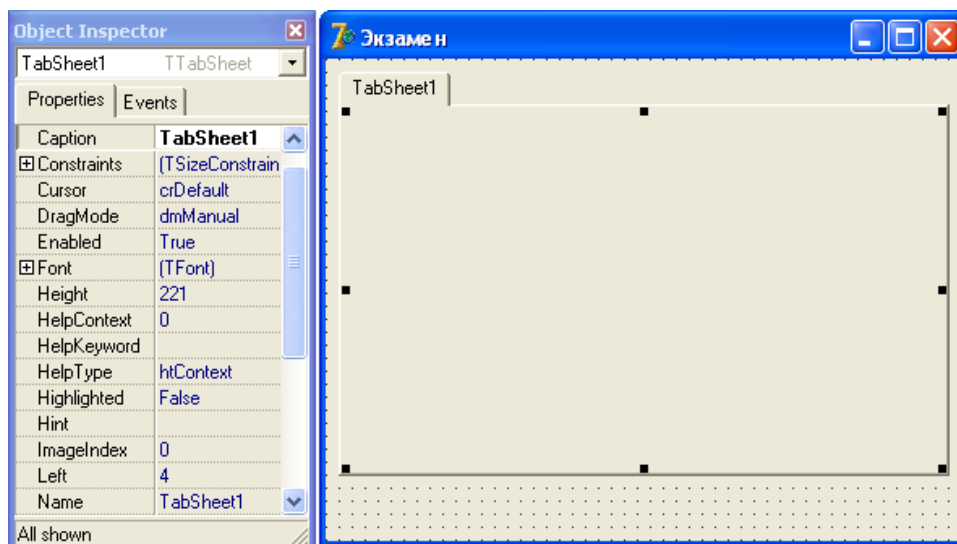 Object Inspector
TabSheet1 TTabSheet
Properties Events
Caption TabSheet1
Constraints (TSizeConstrain
Cursor crDefault
DragMode dmManual
Enabled True
Font (TFont)
Height 221
HelpContext 0
HelpKeyword
HelpType htContext
Highlighted False
Hint
ImageIndex 0
Left 4
Name TabSheet1
All shown
7 Экзамен
TabSheet1